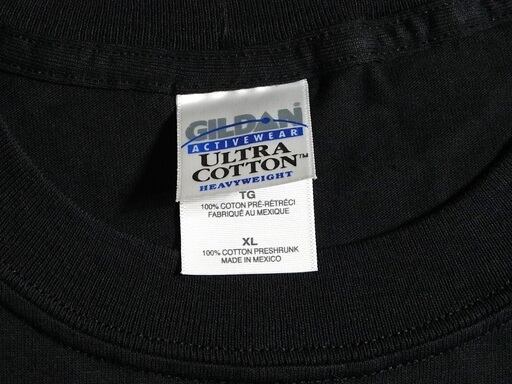 GILDAN
ACTIVEWEAR
ULTRA
COTTON™
HEAVYWEIGHT
TG
100% COTON PRÉ-RÉTRÉCI
FABRIQUÉ AU MEXIQUE
XL
100% COTTON PRESHRUNK
MADE IN MEXICO